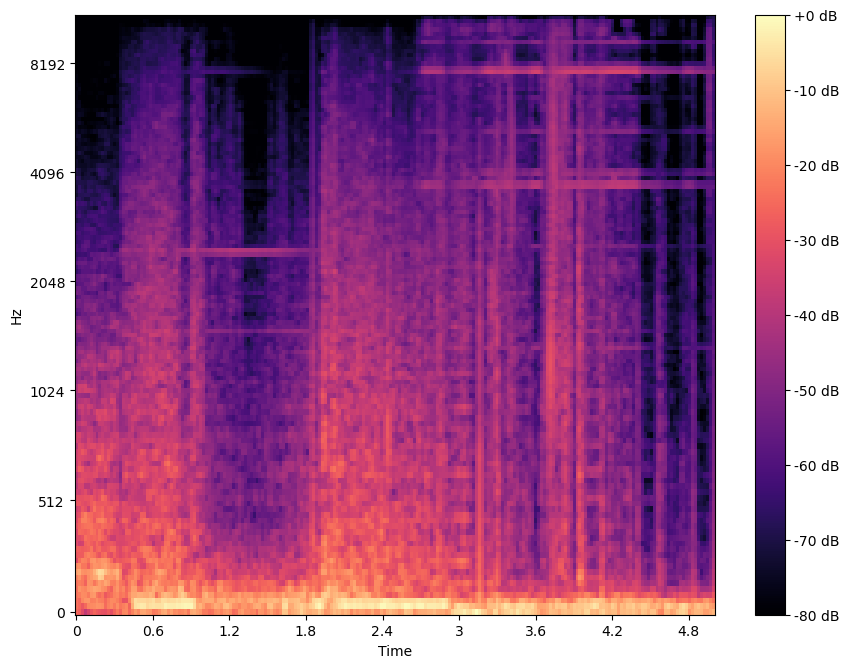 +0 dB
8192
-10 dB
4096
-20 dB
-30 dB
Hz
2048
-40 dB
1024
-50 dB
-60 dB
512
-70 dB
0
-80 dB
0 0.6 1.2 1.8 2.4 3 3.6 4.2 4.8
Time